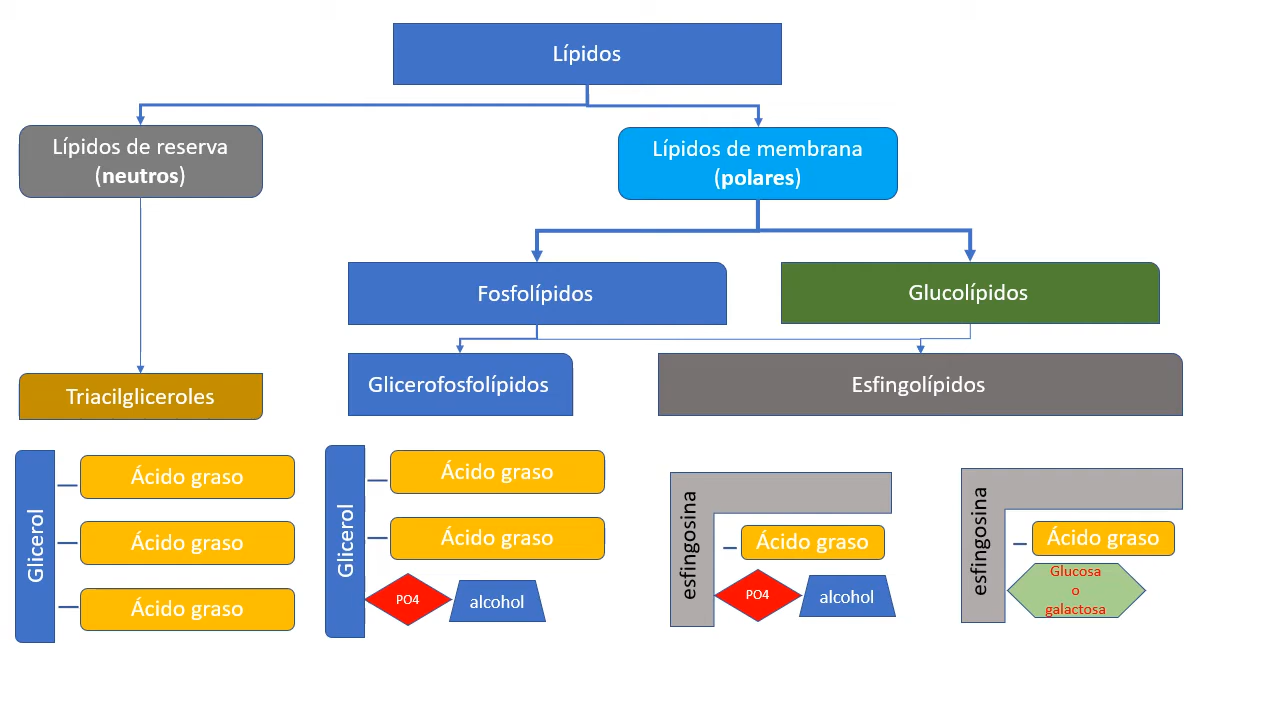 Lípidos
Lípidos de reserva
(neutros)
Lípidos de membrana
(polares)
Fosfolípidos
Glucolípidos
Triacilgliceroles
Glicerofosfolípidos
Esfingolípidos
Glicerol
Ácido graso
Ácido graso
Ácido graso
Glicerol
Ácido graso
Ácido graso
PO4
alcohol
esfingosina
Ácido graso
PO4
alcohol
esfingosina
Ácido graso
Glucosa
o
galactosa